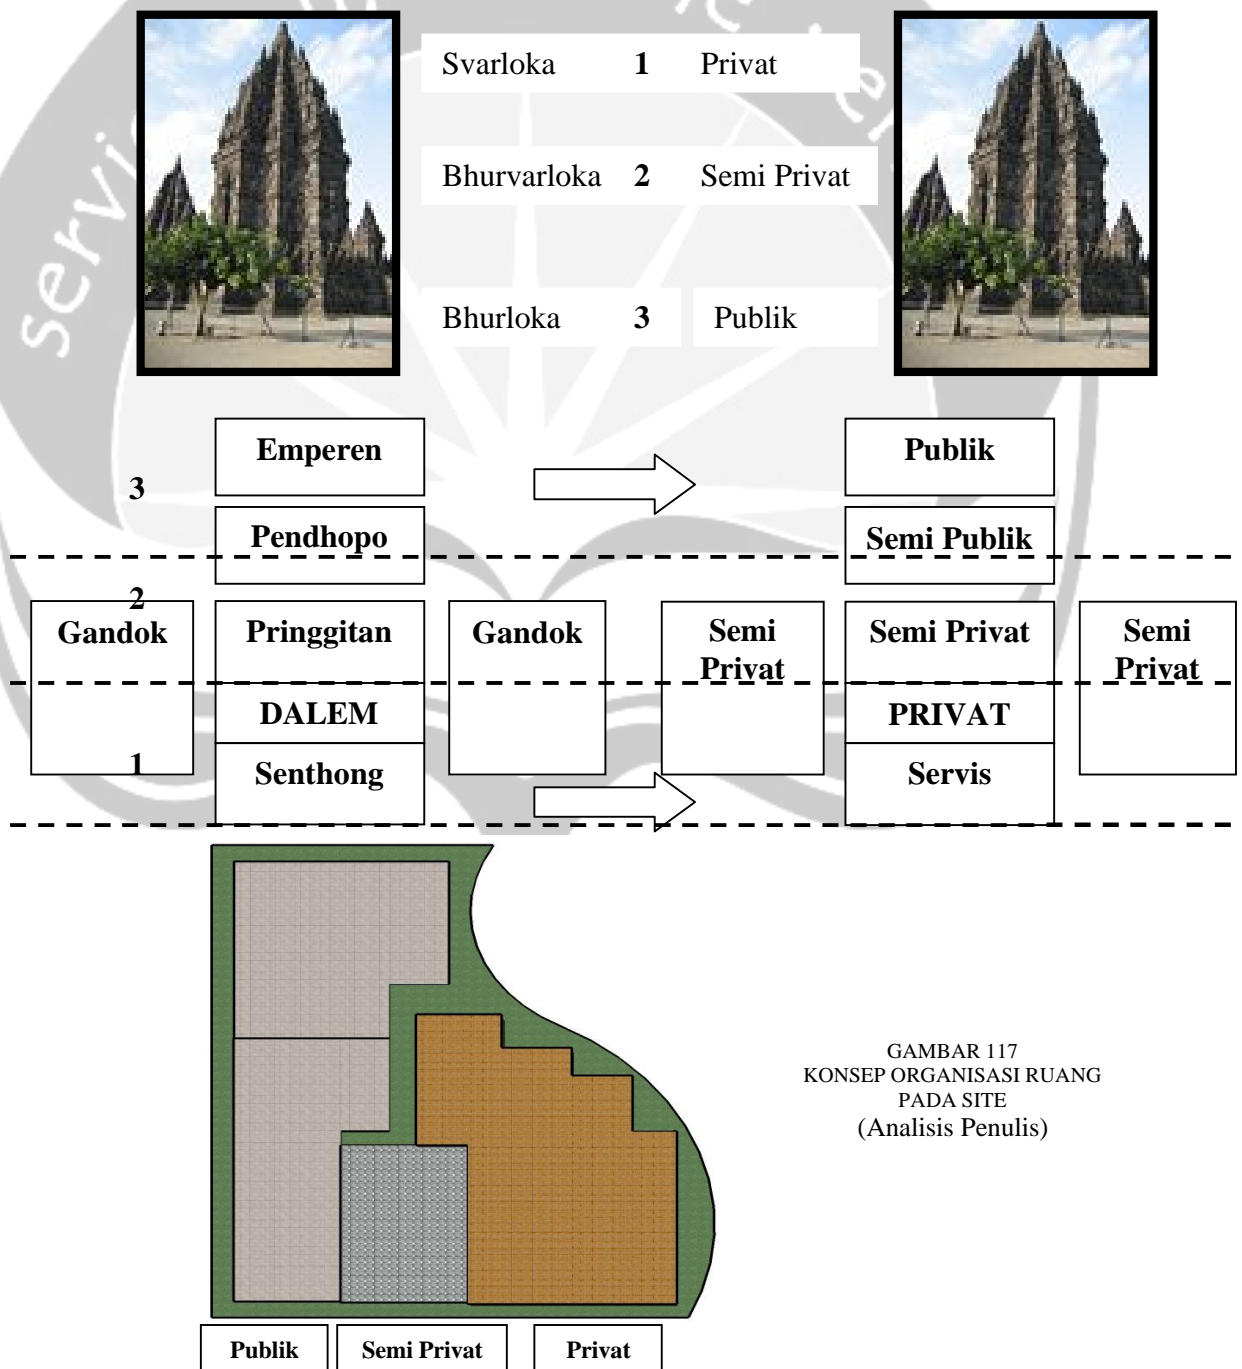 Svarloka 1 Privat
Bhurvarloka 2 Semi Privat
Bhurloka 3 Publik
Emperen
Publik
3
Pendhopo
Semi Publik
2
Gandok
Pringgitan
Gandok
Semi
Privat
Semi Privat
Semi
Privat
DALEM
PRIVAT
1
Senthong
Servis
GAMBAR 117
KONSEP ORGANISASI RUANG
PADA SITE
(Analisis Penulis)
Publik
Semi Privat
Privat